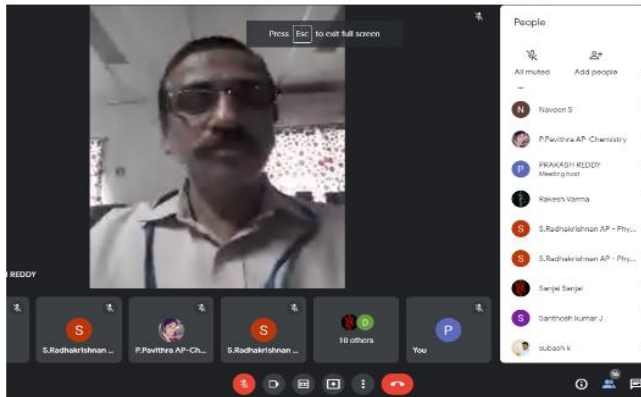 Press Esc to exit full screen
REDDY
S.Radhakrishnan ...
P.Pavithra AP-Ch...
S.Radhakrishnan ...
10 others
You
S
S
D
P
People
All muted
Add people
N
Naveen S
P.Pavithra AP-Chemistry
P
PRAKASH REDDY
Meeting host
Rakesh Varma
S
S.Radhakrishnan AP - Phy...
S
S.Radhakrishnan AP - Phy...
Sanjai Sanjai
S
Santhosh kumar J
subash k